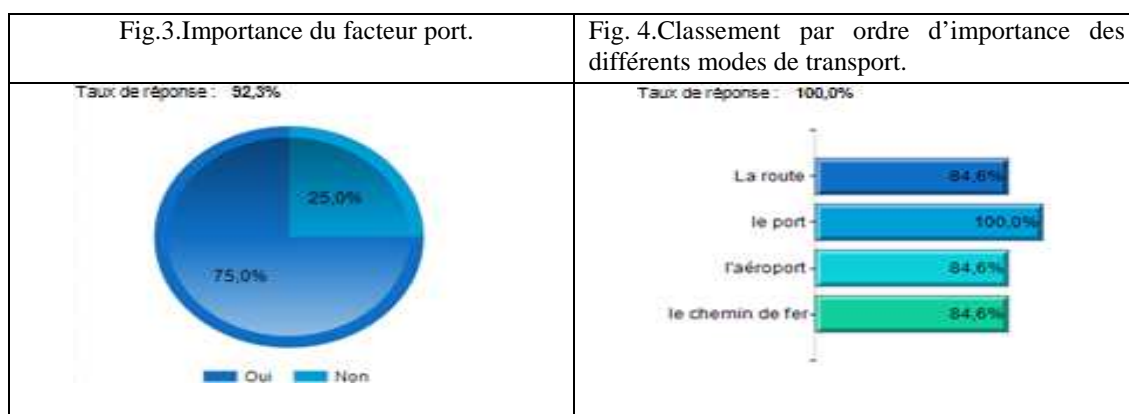 Fig.3.Importance du facteur port.
Fig. 4.Classement par ordre d’importance des
différents modes de transport.
Taux de réponse : 92,3%
25,0%
75,0%
Oui Non
Taux de réponse : 100,0%
La route 84,6%
le port 100,0%
l'aéroport 84,6%
le chemin de fer 84,6%